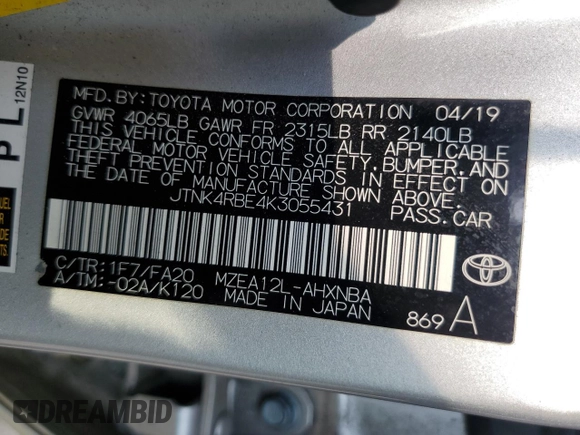 MFD. BY: TOYOTA MOTOR CORPORATION 04/19
GVWR 4065LB GAWR FR 2315LB RR 2140LB
THIS VEHICLE CONFORMS TO ALL APPLICABLE
FEDERAL MOTOR VEHICLE SAFETY, BUMPER, AND
THEFT PREVENTION STANDARDS IN EFFECT ON
THE DATE OF MANUFACTURE SHOWN ABOVE.
JTNK4RBE4K3055431 PASS. CAR
C/TR: 1F7/FA20 MZEA12L-AHXNBA
A/TM: -02A/K120 MADE IN JAPAN
869 A
TOYOTA
P L
12N10
UEL
DREAMBID